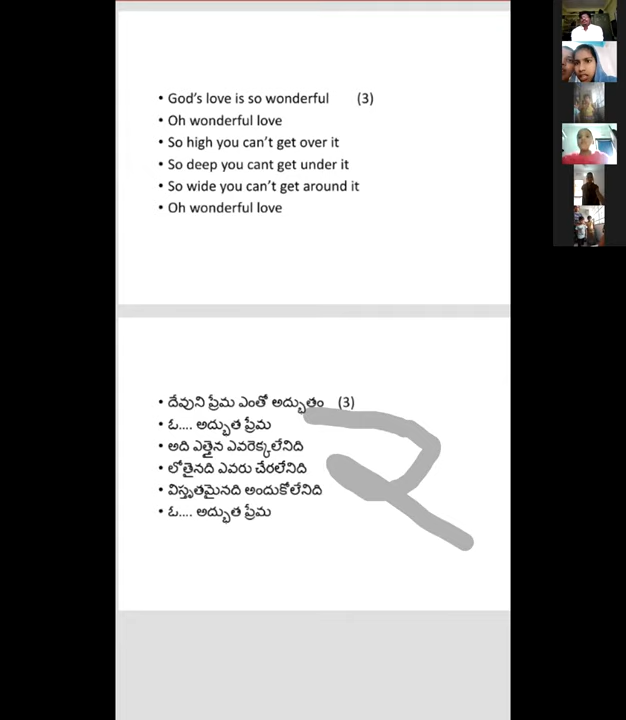 • God's love is so wonderful (3)
• Oh wonderful love
• So high you can't get over it
• So deep you cant get under it
• So wide you can't get around it
• Oh wonderful love
• దేవుని ప్రేమ ఎంతో అద్భుతం (3)
• ఓ.... అద్భుత ప్రేమ
• అది ఎత్తైన ఎవరెక్కలేనిది
• లోతైనది ఎవరు చేరలేనిది
• విస్తృతమైనది అందుకోలేనిది
• ఓ.... అద్భుత ప్రేమ